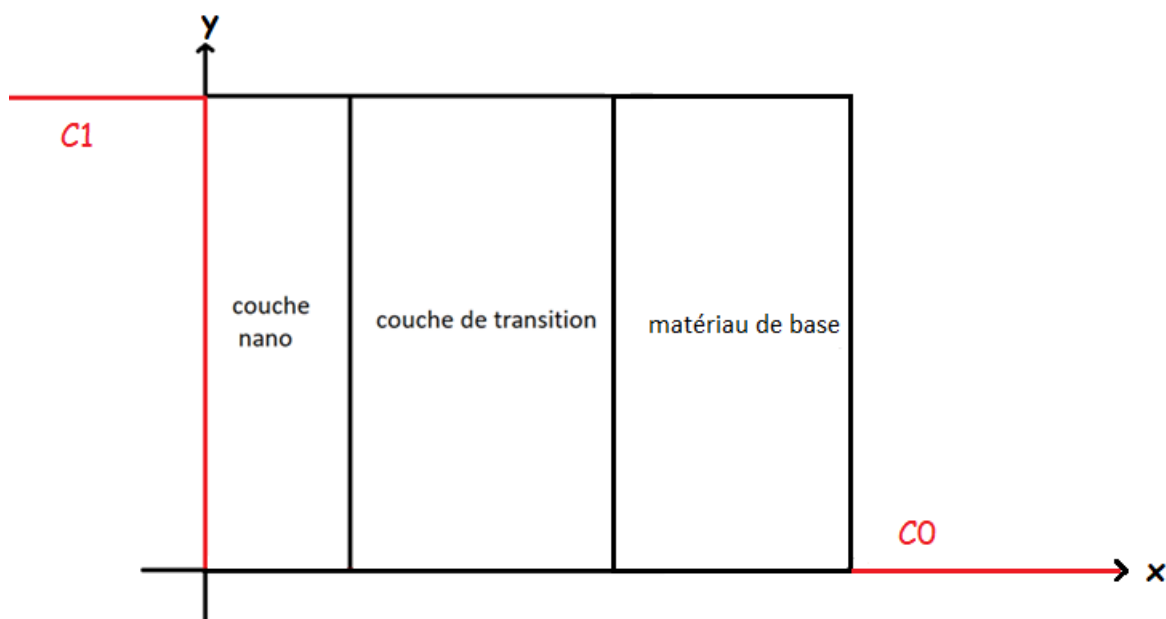 y
C1
couche
nano
couche de transition
matériau de base
C0
x